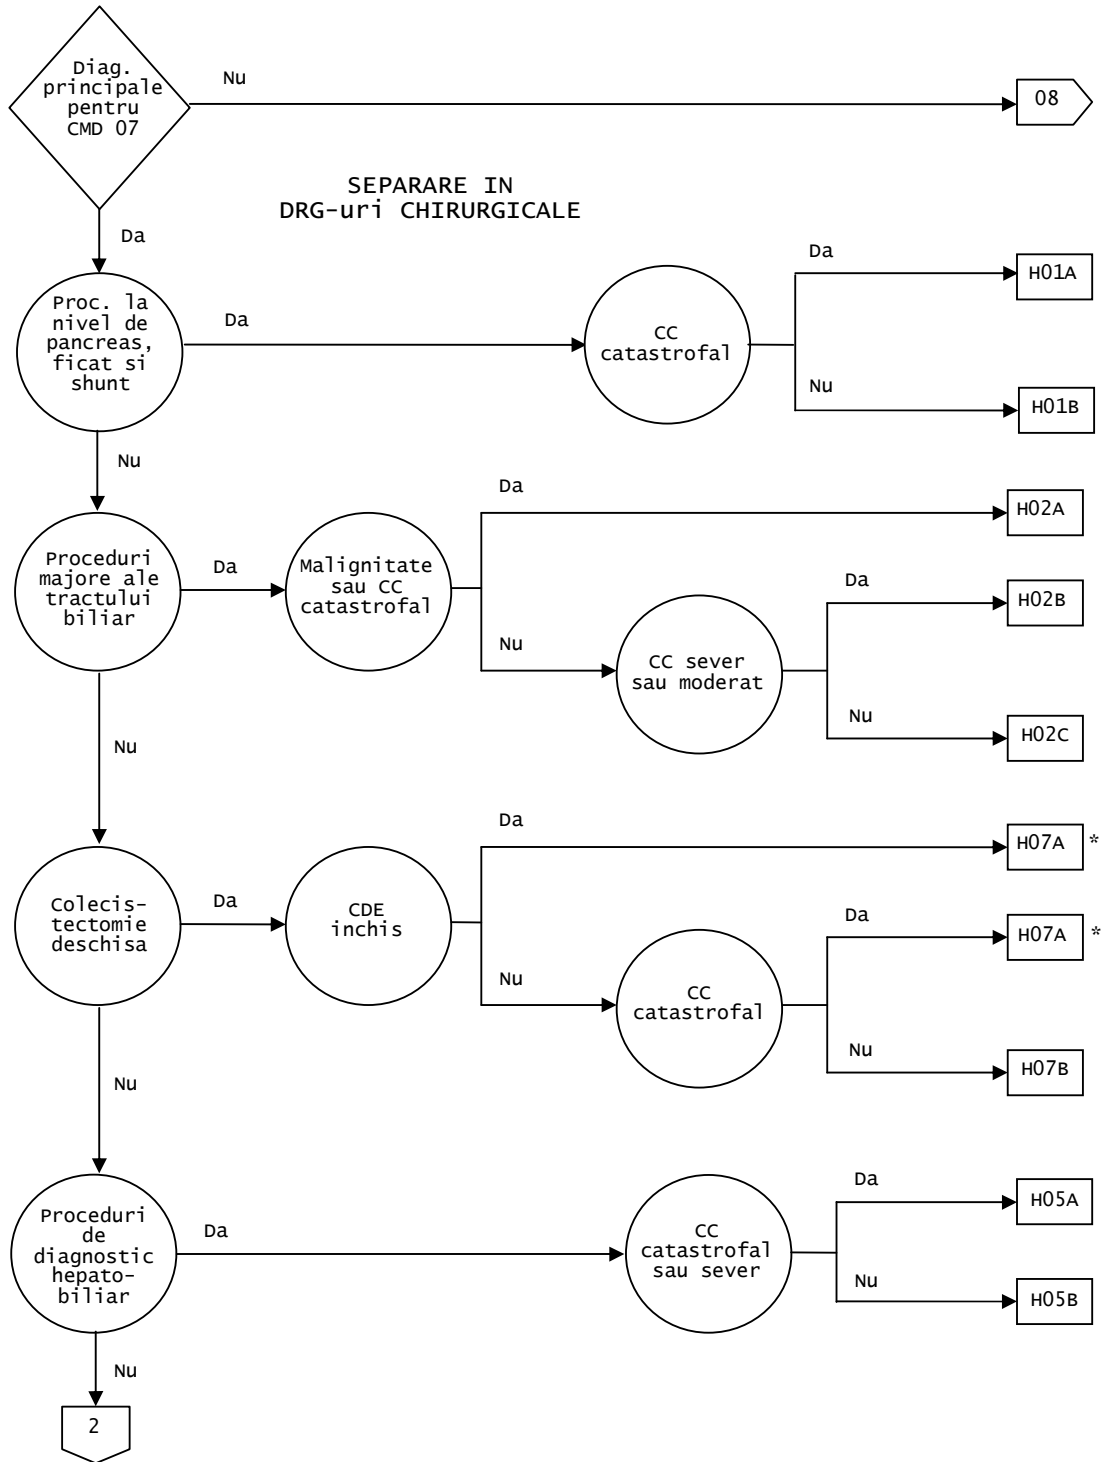 Diag.
principale
pentru
CMD 07
Nu
08
SEPARARE IN
DRG-uri CHIRURGICALE
Da
Proc. la
nivel de
pancreas,
ficat si
shunt
Da
CC
catastrofal
Da
H01A
Nu
H01B
Nu
Proceduri
majore ale
tractului
biliar
Da
Malignitate
sau CC
catastrofal
Da
H02A
Nu
CC sever
sau moderat
Da
H02B
Nu
H02C
Nu
Colecis-
tectomie
deschisa
Da
CDE
inchis
Da
H07A *
Nu
CC
catastrofal
Da
H07A *
Nu
H07B
Nu
Proceduri
de
diagnostic
hepato-
biliar
Da
CC
catastrofal
sau sever
Da
H05A
Nu
H05B
Nu
2